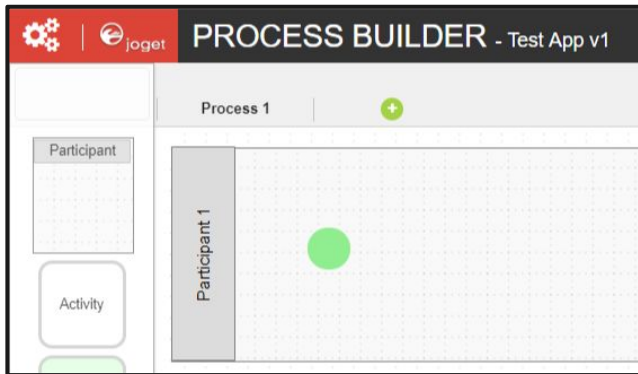 joget PROCESS BUILDER - Test App v1
Process 1
Participant
Participant 1
Activity